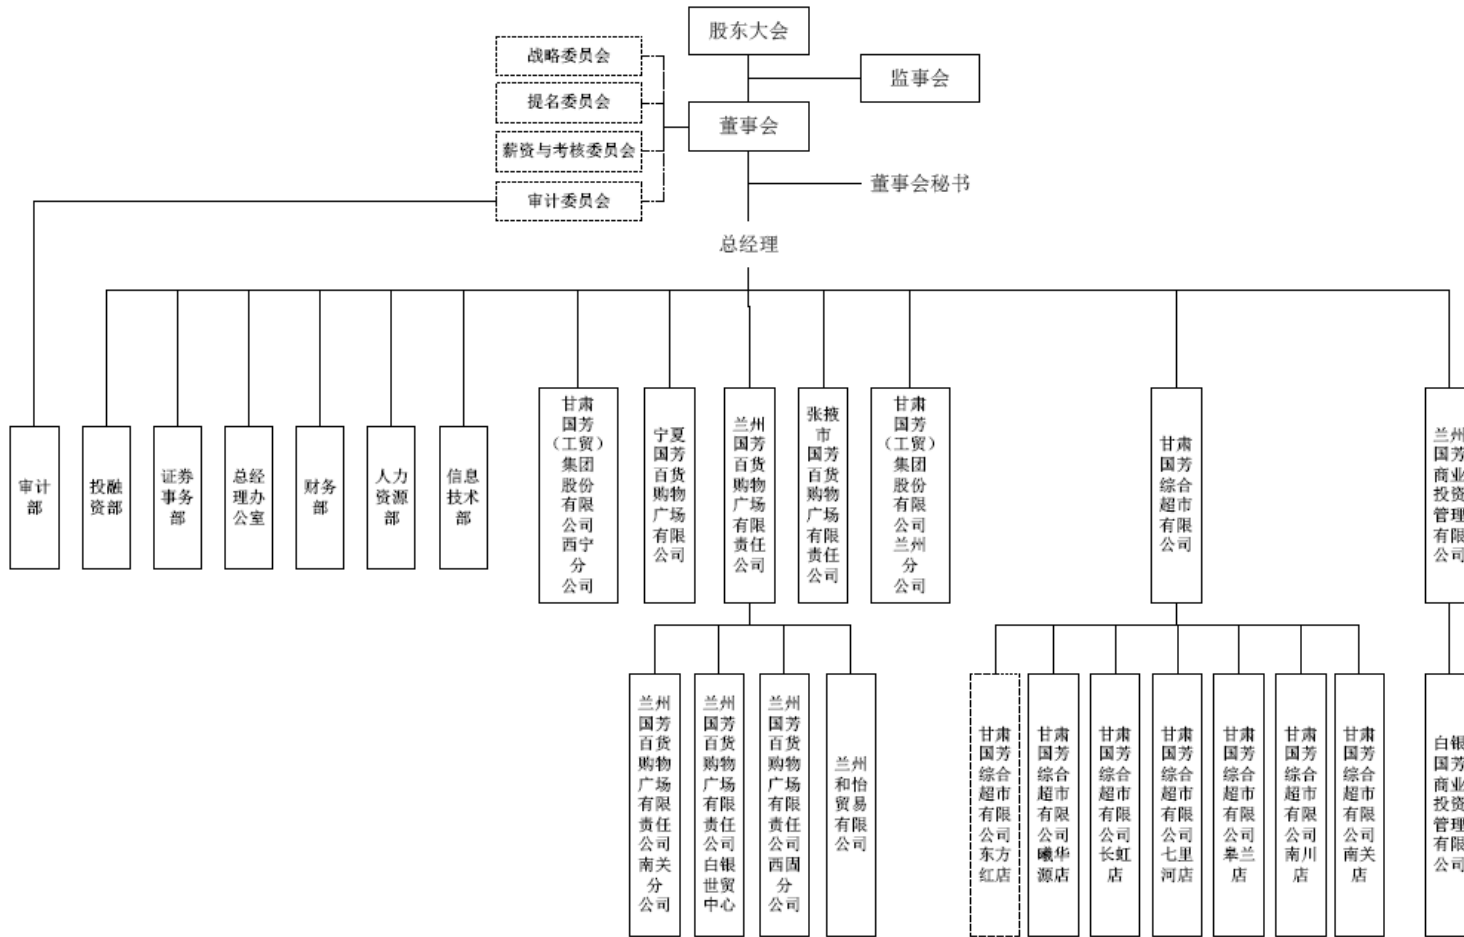 股东大会
战略委员会
监事会
提名委员会
董事会
薪资与考核委员会
董事会秘书
审计委员会
总经理
审计
部
投融
资部
证券
事务
部
总经
理办
公室
财务
部
人力
资源
部
信息
技术
部
甘肃
国芳
（工贸）
集团
股份
有限
公司
西宁
分
公司
宁夏
国芳
百货
购物
广场
有限
公司
兰州
国芳
百货
购物
广场
有限
责任
公司
张掖
市
国芳
百货
购物
广场
有限
责任
公司
甘肃
国芳
（工贸）
集团
股份
有限
公司
兰州
分
公司
甘肃
国芳
综合
超市
有限
公司
兰州
国芳
商业
投资
管理
有限
公司
兰州
国芳
百货
购物
广场
有限
责任
公司
南关
分
公司
兰州
国芳
百货
购物
广场
有限
责任
公司
白银
世贸
中心
兰州
国芳
百货
购物
广场
有限
责任
公司
西固
分
公司
兰州
和怡
贸易
有限
公司
甘肃
国芳
综合
超市
有限
公司
东方
红店
甘肃
国芳
综合
超市
有限
公司
曦华
源店
甘肃
国芳
综合
超市
有限
公司
长虹
店
甘肃
国芳
综合
超市
有限
公司
七里
河店
甘肃
国芳
综合
超市
有限
公司
皋兰
店
甘肃
国芳
综合
超市
有限
公司
南川
店
甘肃
国芳
综合
超市
有限
公司
南关
店
白银
国芳
商业
投资
管理
有限
公司